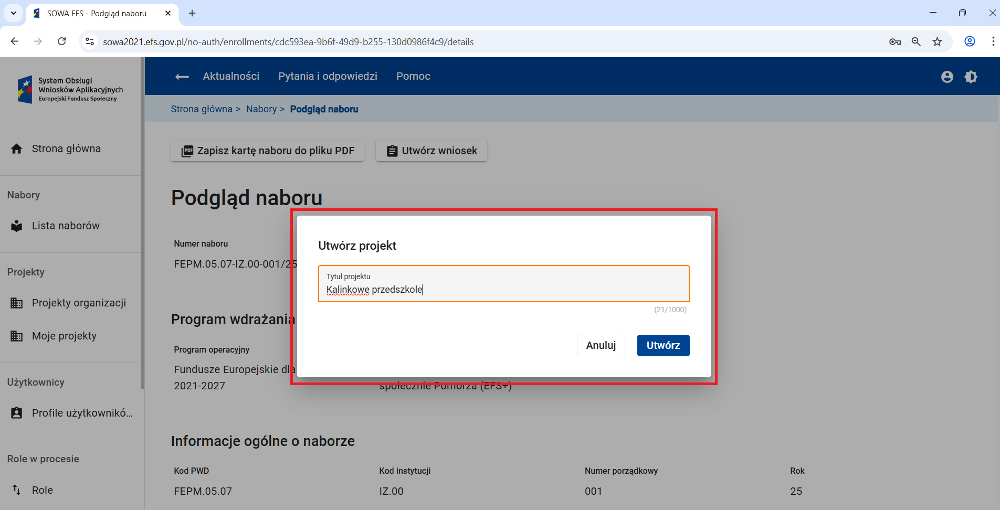 SOWA EFS - Podgląd naboru
sowa2021.efs.gov.pl/no-auth/enrollments/cdc593ea-9b6f-49d9-b255-130d0986f4c9/details
System Obsługi
Wniosków Aplikacyjnych
Europejski Fundusz Społeczny
Aktualności Pytania i odpowiedzi Pomoc
Strona główna > Nabory > Podgląd naboru
Strona główna
Nabory
Lista naborów
Projekty
Projekty organizacji
Moje projekty
Użytkownicy
Profile użytkownikó...
Role w procesie
Role
PDF Zapisz kartę naboru do pliku PDF
Utwórz wniosek
Podgląd naboru
Numer naboru
FEPM.05.07-IZ.00-001/25
Utwórz projekt
Tytuł projektu
Kalinkowe przedszkole
(21/1000)
Anuluj Utwórz
Program wdrażania
Program operacyjny
Fundusze Europejskie dla
2021-2027
społecznie Pomorza (EFS+)
Informacje ogólne o naborze
Kod PWD Kod instytucji Numer porządkowy Rok
FEPM.05.07 IZ.00 001 25